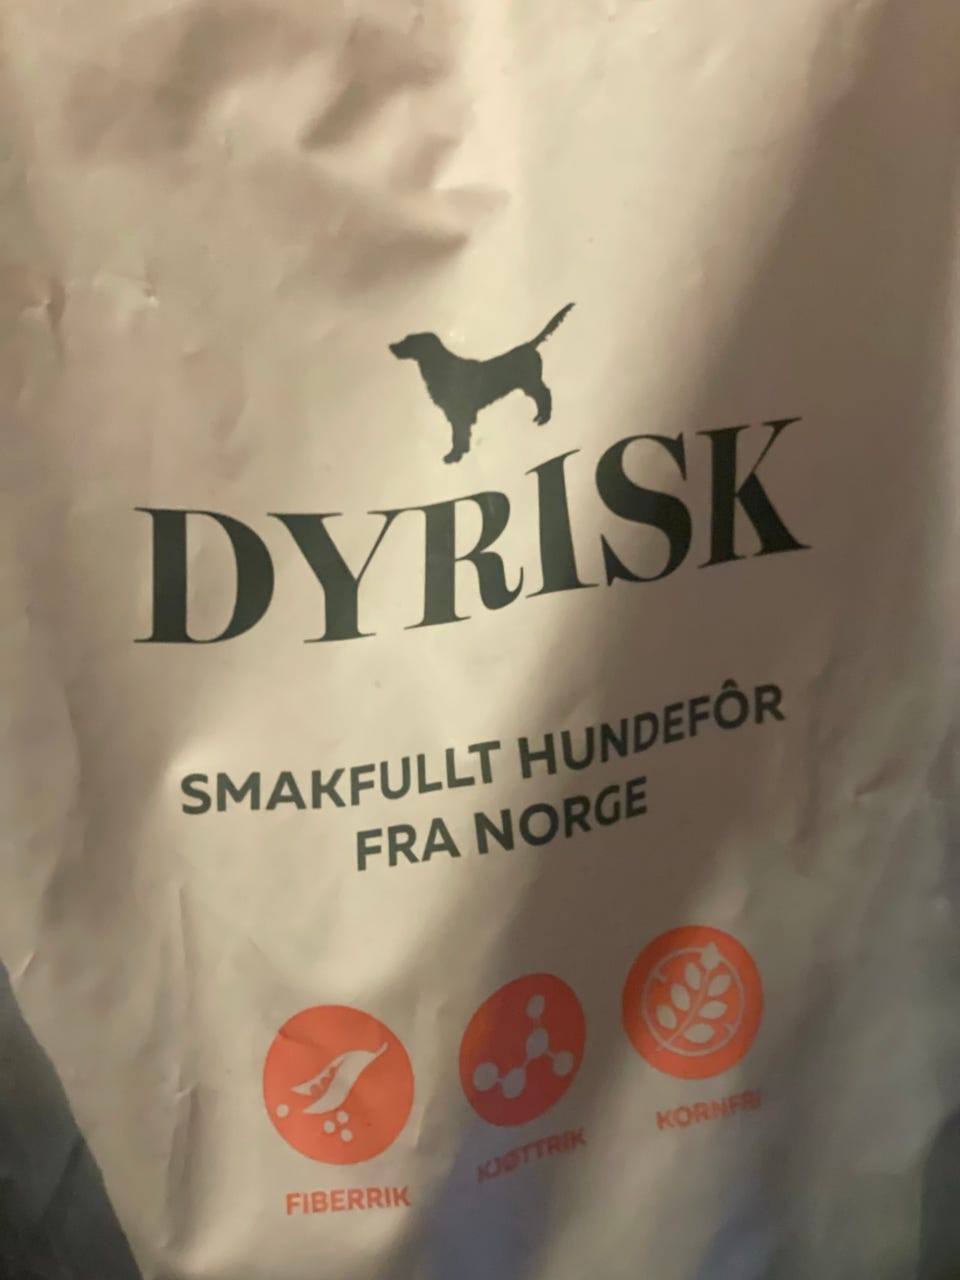 DYRISK
SMAKFULLT HUNDEFÔR
FRA NORGE
FIBERRIK
KJØTTRIK
KORNFRI